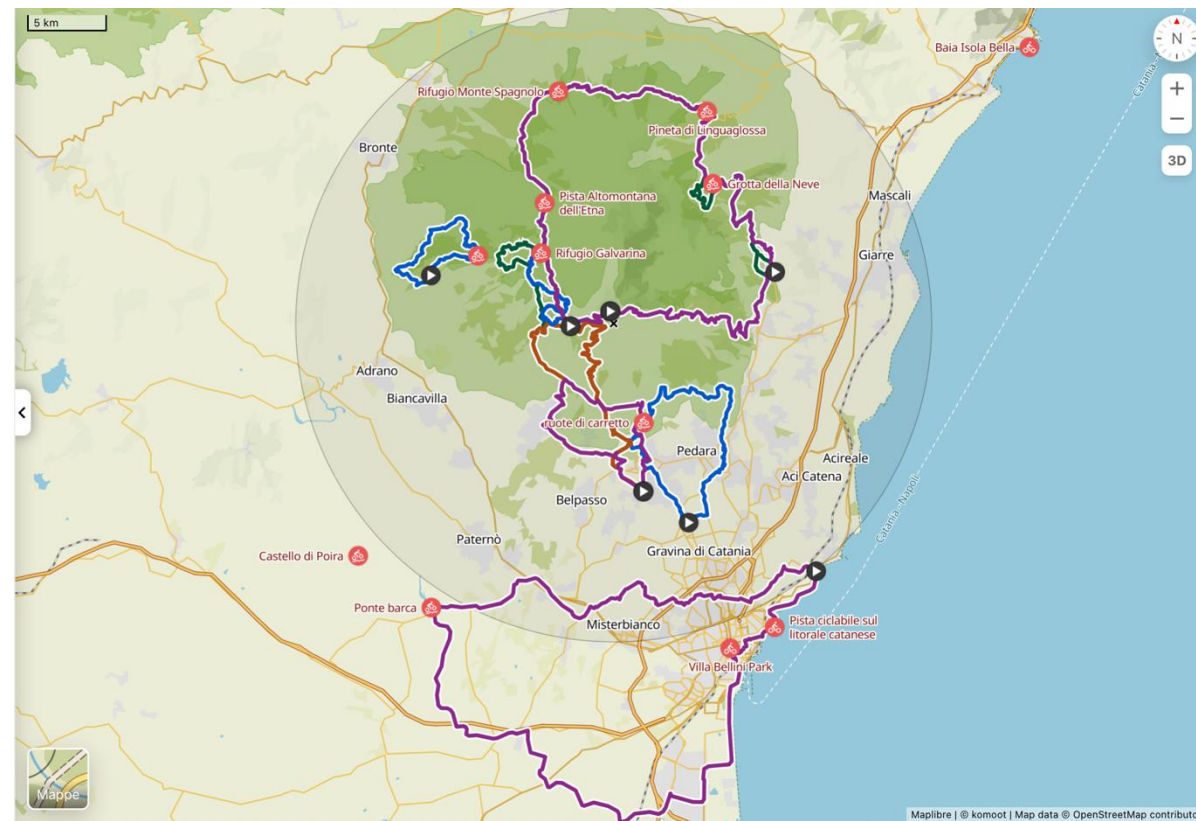 5 km
N
Baia Isola Bella
Catania -
+
−
3D
Rifugio Monte Spagnolo
Pineta di Linguaglossa
Bronte
Grotta della Neve
Pista Altomontana
dell'Etna
Mascali
Rifugio Galvarina
Giarre
Adrano
Biancavilla
ruote di carretto
Pedara
Acireale
Aci Catena
Belpasso
Catania - Napoli
Paternò
Gravina di Catania
Castello di Poira
Ponte barca
Misterbianco
Pista ciclabile sul
litorale catanese
Villa Bellini Park
Mappe
Maplibre | © komoot | Map data © OpenStreetMap contributo